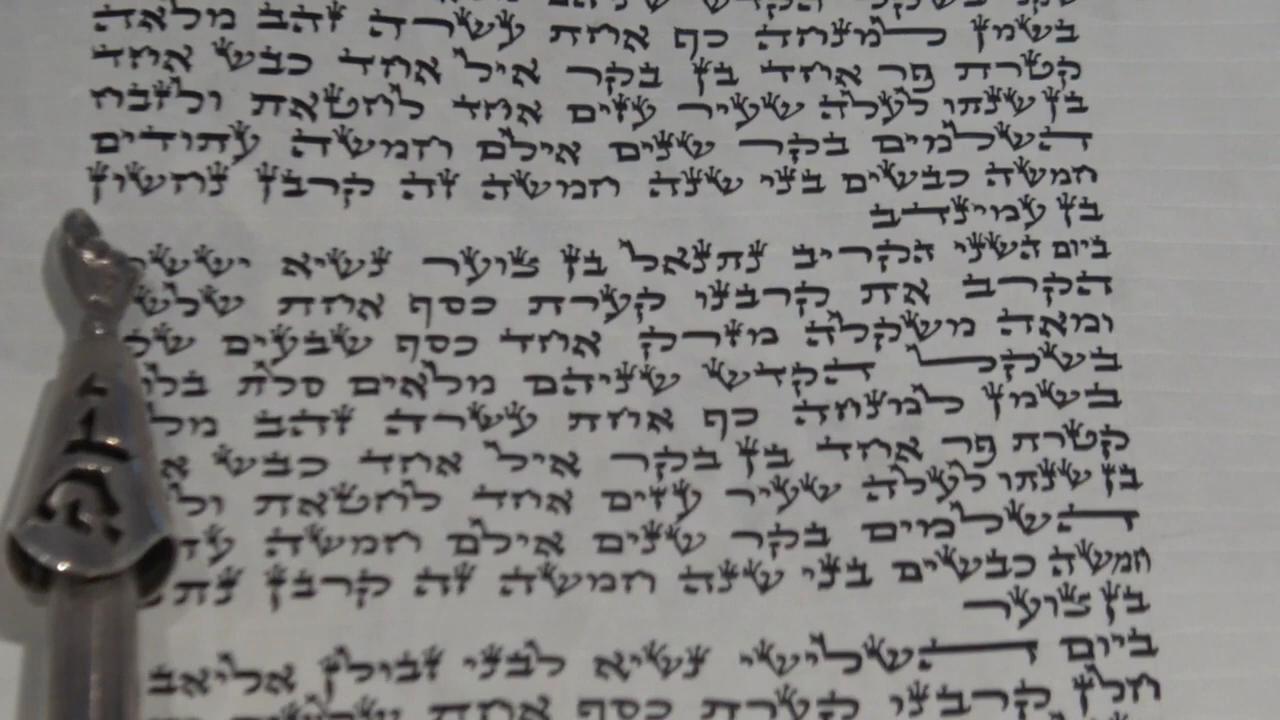 בשמן למנחה כף אחת עשרה זהב מלאה
קטרת פר אחד בן בקר איל אחד כבש אחד
בן שנתו לעלה שעיר עזים אחד לחטאת ולזבח
השלמים בקר שנים אילם חמשה עתודים
חמשה כבשים בני שנה חמשה זה קרבן נחשון
בן עמינדב
ביום השני הקריב נתנאל בן צוער נשיא
הקרב את קרבנו קערת כסף אחת
ומאה משקלה מזרק אחד כסף שבעים
בשקל הקדש שניהם מלאים סלת
בשמן למנחה כף אחת עשרה זהב
קטרת פר אחד בן בקר איל אחד כבש
בן שנתו לעלה שעיר עזים אחד לחטאת
השלמים בקר שנים אילם חמשה
חמשה כבשים בני שנה חמשה זה קרבן
בן צוער
ביום השלישי נשיא לבני זבולן אליאב
חלן קרבנו קערת כסף אחת